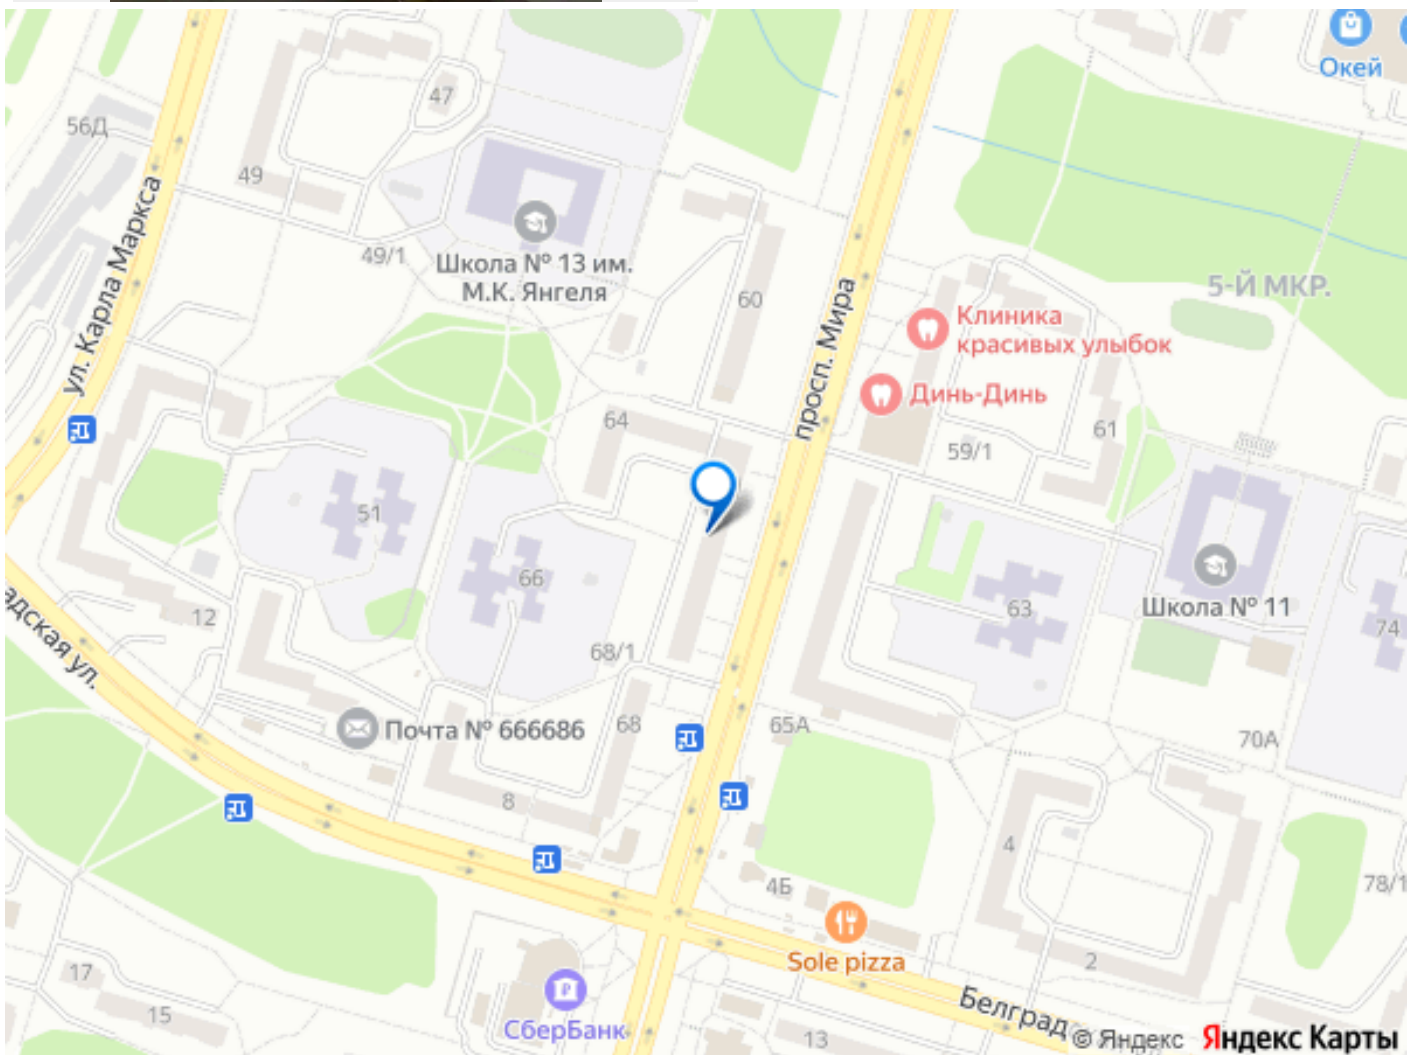 Окей
47
56Д
49
ул. Карла Маркса
49/1
Школа № 13 им.
М.К. Янгеля
60
просп. Мира
5-Й МКР.
Клиника
красивых улыбок
Динь-Динь
64
61
59/1
51
66
63
Школа № 11
74
12
адская ул.
68/1
Почта № 666686
68
65А
70А
8
4
4Б
78/1
Sole pizza
2
17
15
СберБанк
13
Белград
© Яндекс Яндекс Карты